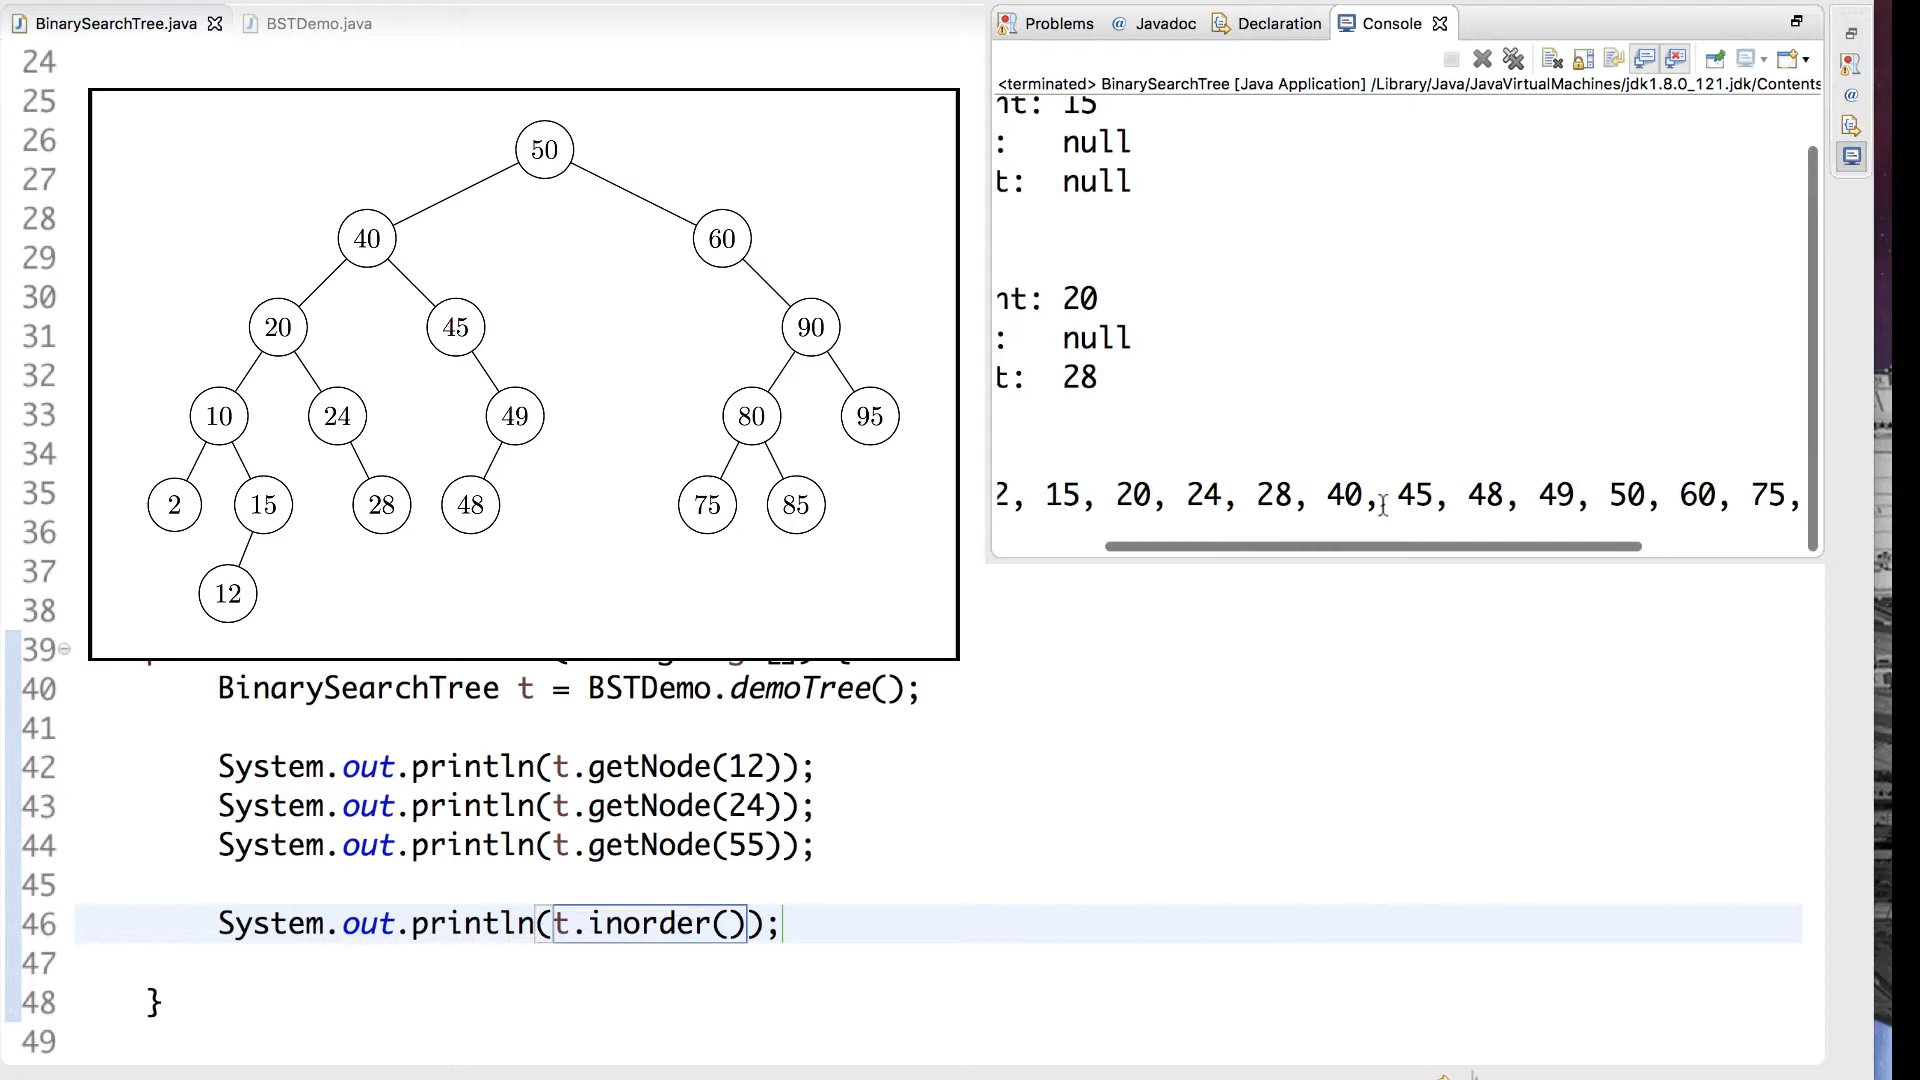 BinarySearchTree.java
BSTDemo.java
Problems
Javadoc
Declaration
Console
<terminated> BinarySearchTree [Java Application] /Library/Java/JavaVirtualMachines/jdk1.8.0_121.jdk/Contents
nt: 15
: null
t: null
nt: 20
: null
t: 28
2, 15, 20, 24, 28, 40, 45, 48, 49, 50, 60, 75,
24
25
26
27
28
29
30
31
32
33
34
35
36
37
38
39
50
40 60
20 45 90
10 24 49 80 95
2 15 28 48 75 85
12
40 BinarySearchTree t = BSTDemo.demoTree();
41
42 System.out.println(t.getNode(12));
43 System.out.println(t.getNode(24));
44 System.out.println(t.getNode(55));
45
46 System.out.println(t.inorder());
47
48 }
49